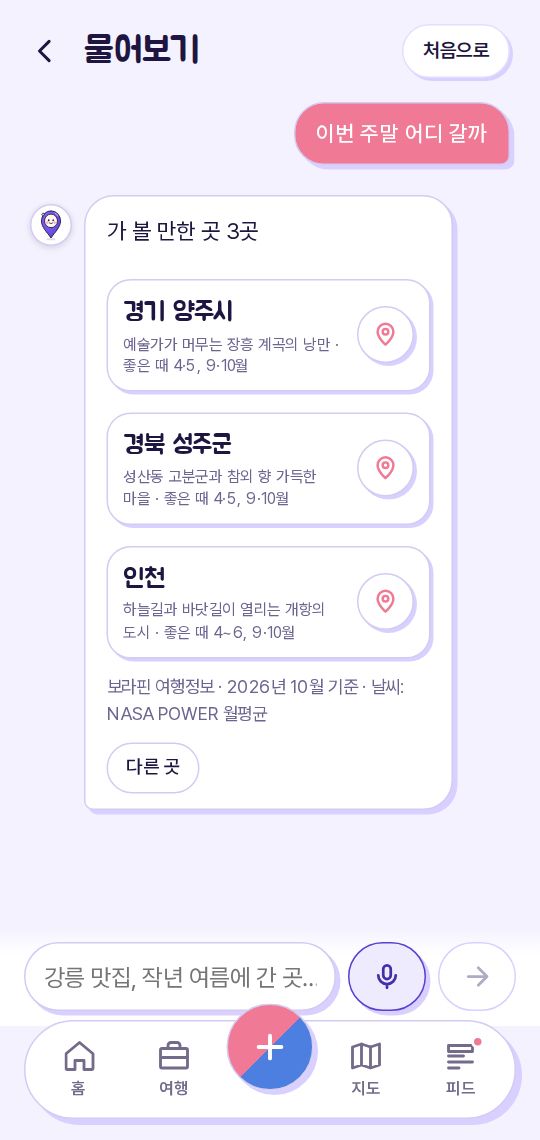 물어보기
처음으로
이번 주말 어디 갈까
가 볼 만한 곳 3곳
경기 양주시
예술가가 머무는 장흥 계곡의 낭만 ·
좋은 때 4·5, 9·10월
경북 성주군
성산동 고분군과 참외 향 가득한
마을 · 좋은 때 4·5, 9·10월
인천
하늘길과 바닷길이 열리는 개항의
도시 · 좋은 때 4~6, 9·10월
보라핀 여행정보 · 2026년 10월 기준 · 날씨:
NASA POWER 월평균
다른 곳
강릉 맛집, 작년 여름에 간 곳...
홈
여행
지도
피드